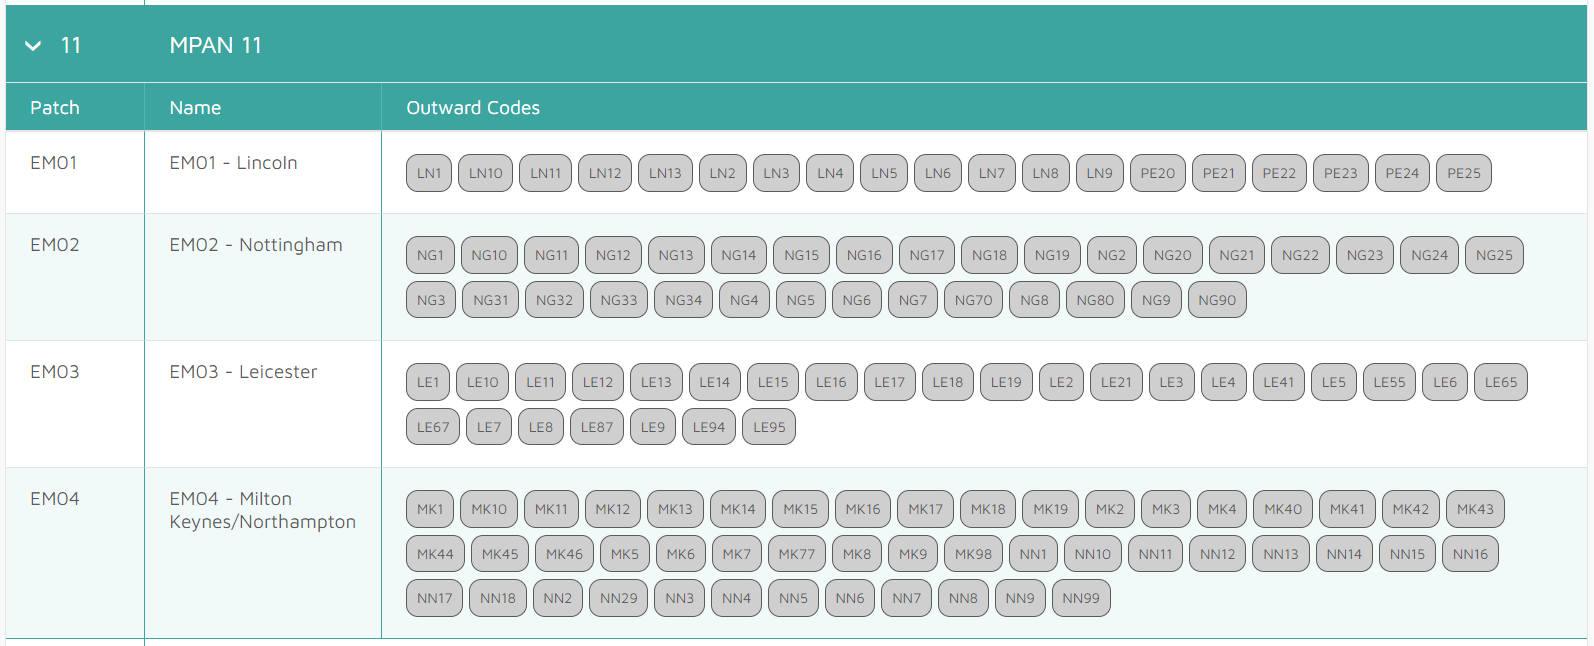 11 MPAN 11
Patch Name Outward Codes
EM01 EM01 - Lincoln LN1 LN10 LN11 LN12 LN13 LN2 LN3 LN4 LN5 LN6 LN7 LN8 LN9 PE20 PE21 PE22 PE23 PE24 PE25
EM02 EM02 - Nottingham NG1 NG10 NG11 NG12 NG13 NG14 NG15 NG16 NG17 NG18 NG19 NG2 NG20 NG21 NG22 NG23 NG24 NG25
NG3 NG31 NG32 NG33 NG34 NG4 NG5 NG6 NG7 NG70 NG8 NG80 NG9 NG90
EM03 EM03 - Leicester LE1 LE10 LE11 LE12 LE13 LE14 LE15 LE16 LE17 LE18 LE19 LE2 LE21 LE3 LE4 LE41 LE5 LE55 LE6 LE65
LE67 LE7 LE8 LE87 LE9 LE94 LE95
EM04 EM04 - Milton Keynes/Northampton MK1 MK10 MK11 MK12 MK13 MK14 MK15 MK16 MK17 MK18 MK19 MK2 MK3 MK4 MK40 MK41 MK42 MK43
MK44 MK45 MK46 MK5 MK6 MK7 MK77 MK8 MK9 MK98 NN1 NN10 NN11 NN12 NN13 NN14 NN15 NN16
NN17 NN18 NN2 NN29 NN3 NN4 NN5 NN6 NN7 NN8 NN9 NN99